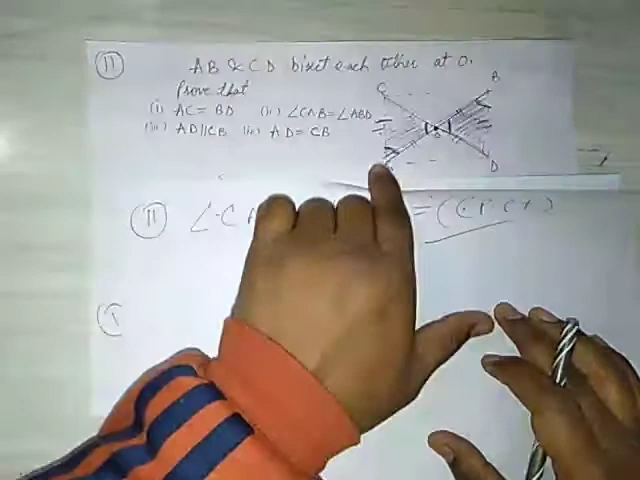 11 AB & CD bisect each other at O.
Prove that
(i) AC = BD (ii) ∠CAB = ∠ABD
(iii) AD||CB (iv) AD = CB
C B
O
D
11 ∠C = (CPCT)